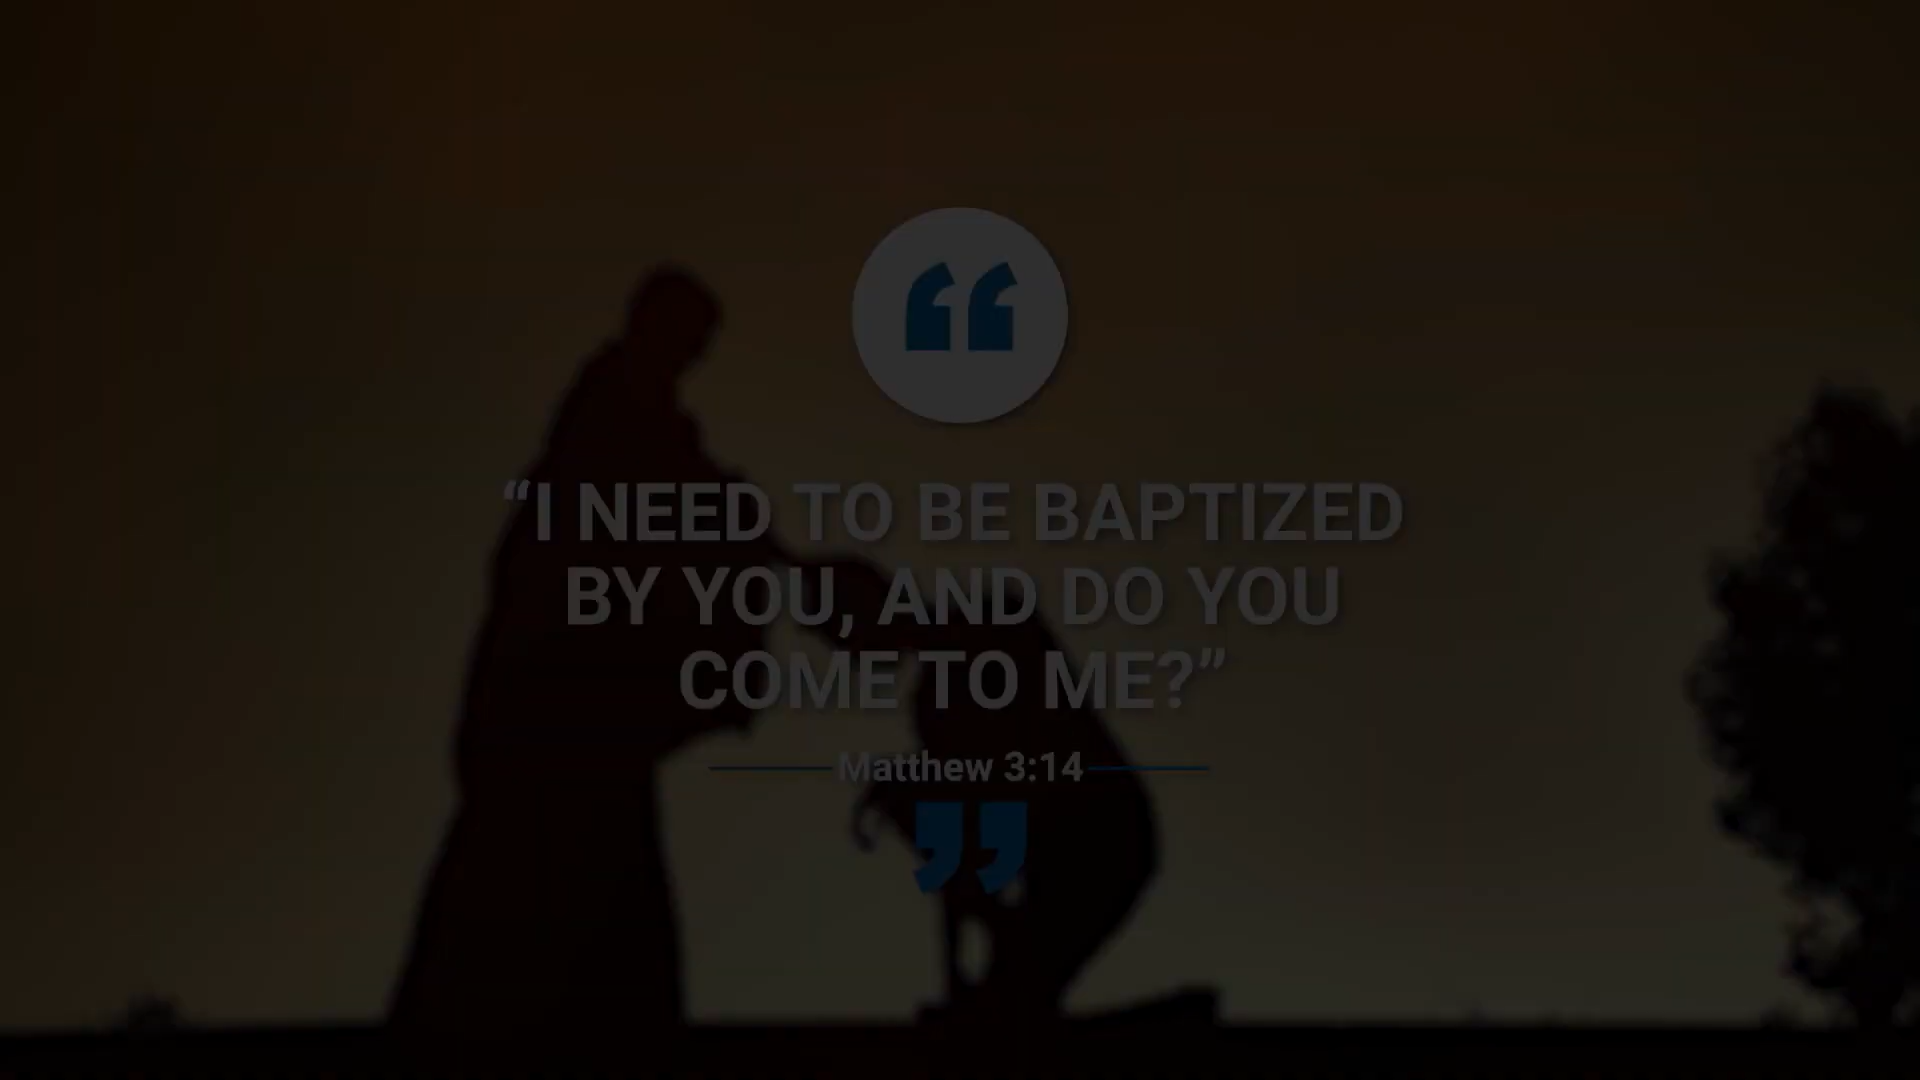 “
“I NEED TO BE BAPTIZED
BY YOU, AND DO YOU
COME TO ME?”
Matthew 3:14
”